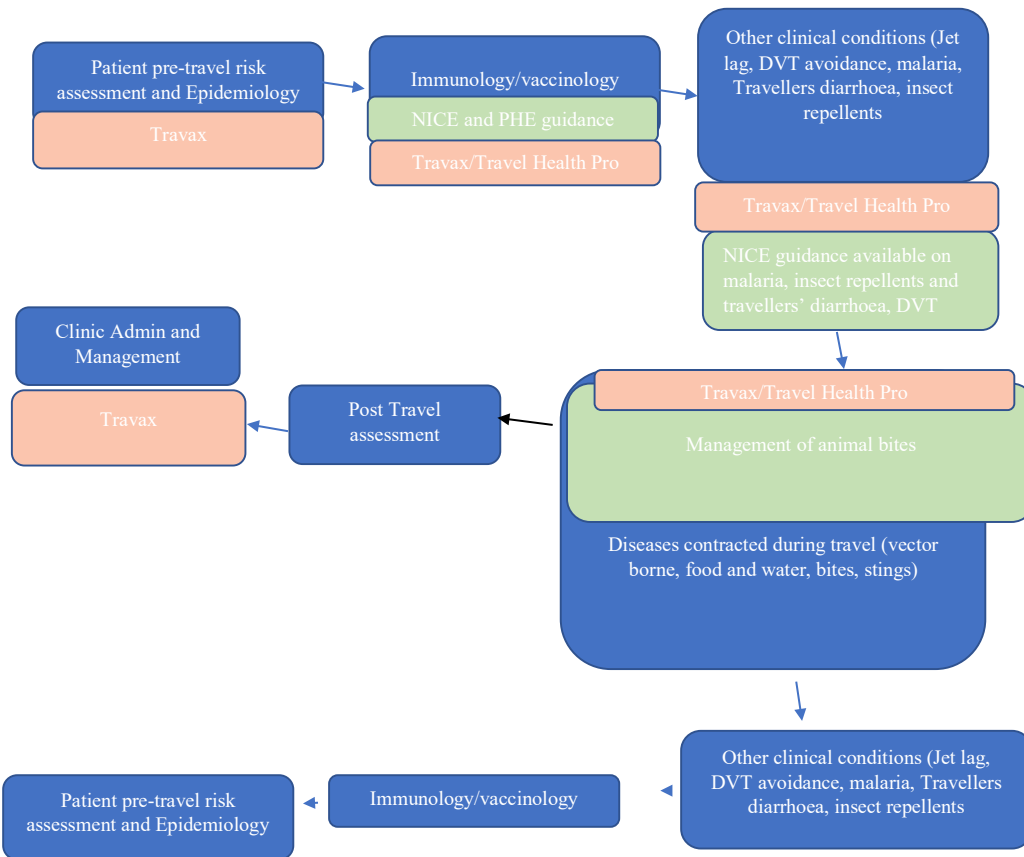 Patient pre-travel risk
assessment and Epidemiology
Travax
Immunology/vaccinology
NICE and PHE guidance
Travax/Travel Health Pro
Other clinical conditions (Jet
lag, DVT avoidance, malaria,
Travellers diarrhoea, insect
repellents
Travax/Travel Health Pro
NICE guidance available on
malaria, insect repellents and
travellers’ diarrhoea, DVT
Clinic Admin and
Management
Travax
Post Travel
assessment
Travax/Travel Health Pro
Management of animal bites
Diseases contracted during travel (vector
borne, food and water, bites, stings)
Other clinical conditions (Jet lag,
DVT avoidance, malaria, Travellers
diarrhoea, insect repellents
Immunology/vaccinology
Patient pre-travel risk
assessment and Epidemiology